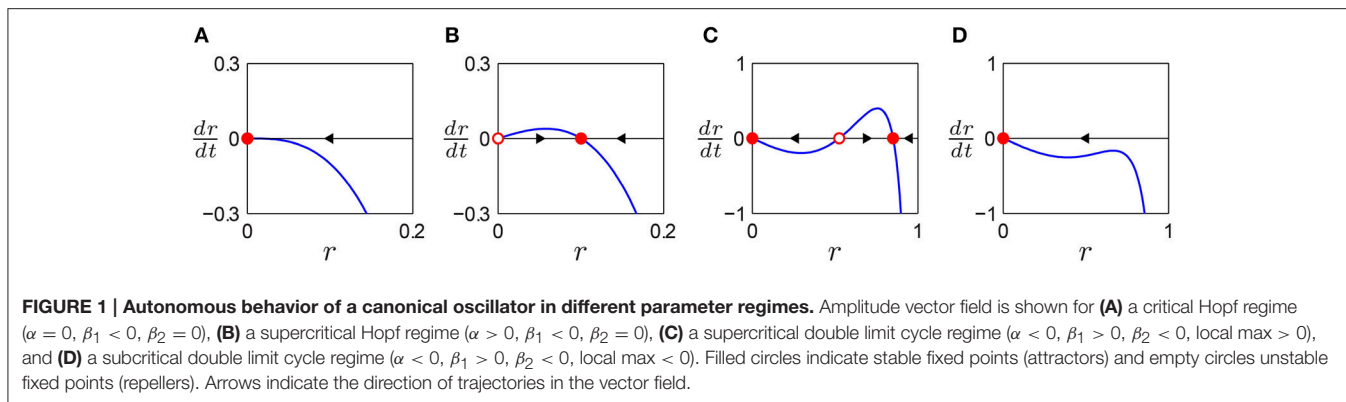 A
B
C
D
0.3
0
−0.3
dr
dt
0
0.2
r
0.3
0
−0.3
dr
dt
0
0.2
r
1
0
−1
dr
dt
0
1
r
1
0
−1
dr
dt
0
1
r
FIGURE 1 | Autonomous behavior of a canonical oscillator in different parameter regimes. Amplitude vector field is shown for (A) a critical Hopf regime
(α = 0, β1 < 0, β2 = 0), (B) a supercritical Hopf regime (α > 0, β1 < 0, β2 = 0), (C) a supercritical double limit cycle regime (α < 0, β1 > 0, β2 < 0, local max > 0),
and (D) a subcritical double limit cycle regime (α < 0, β1 > 0, β2 < 0, local max < 0). Filled circles indicate stable fixed points (attractors) and empty circles unstable
fixed points (repellers). Arrows indicate the direction of trajectories in the vector field.